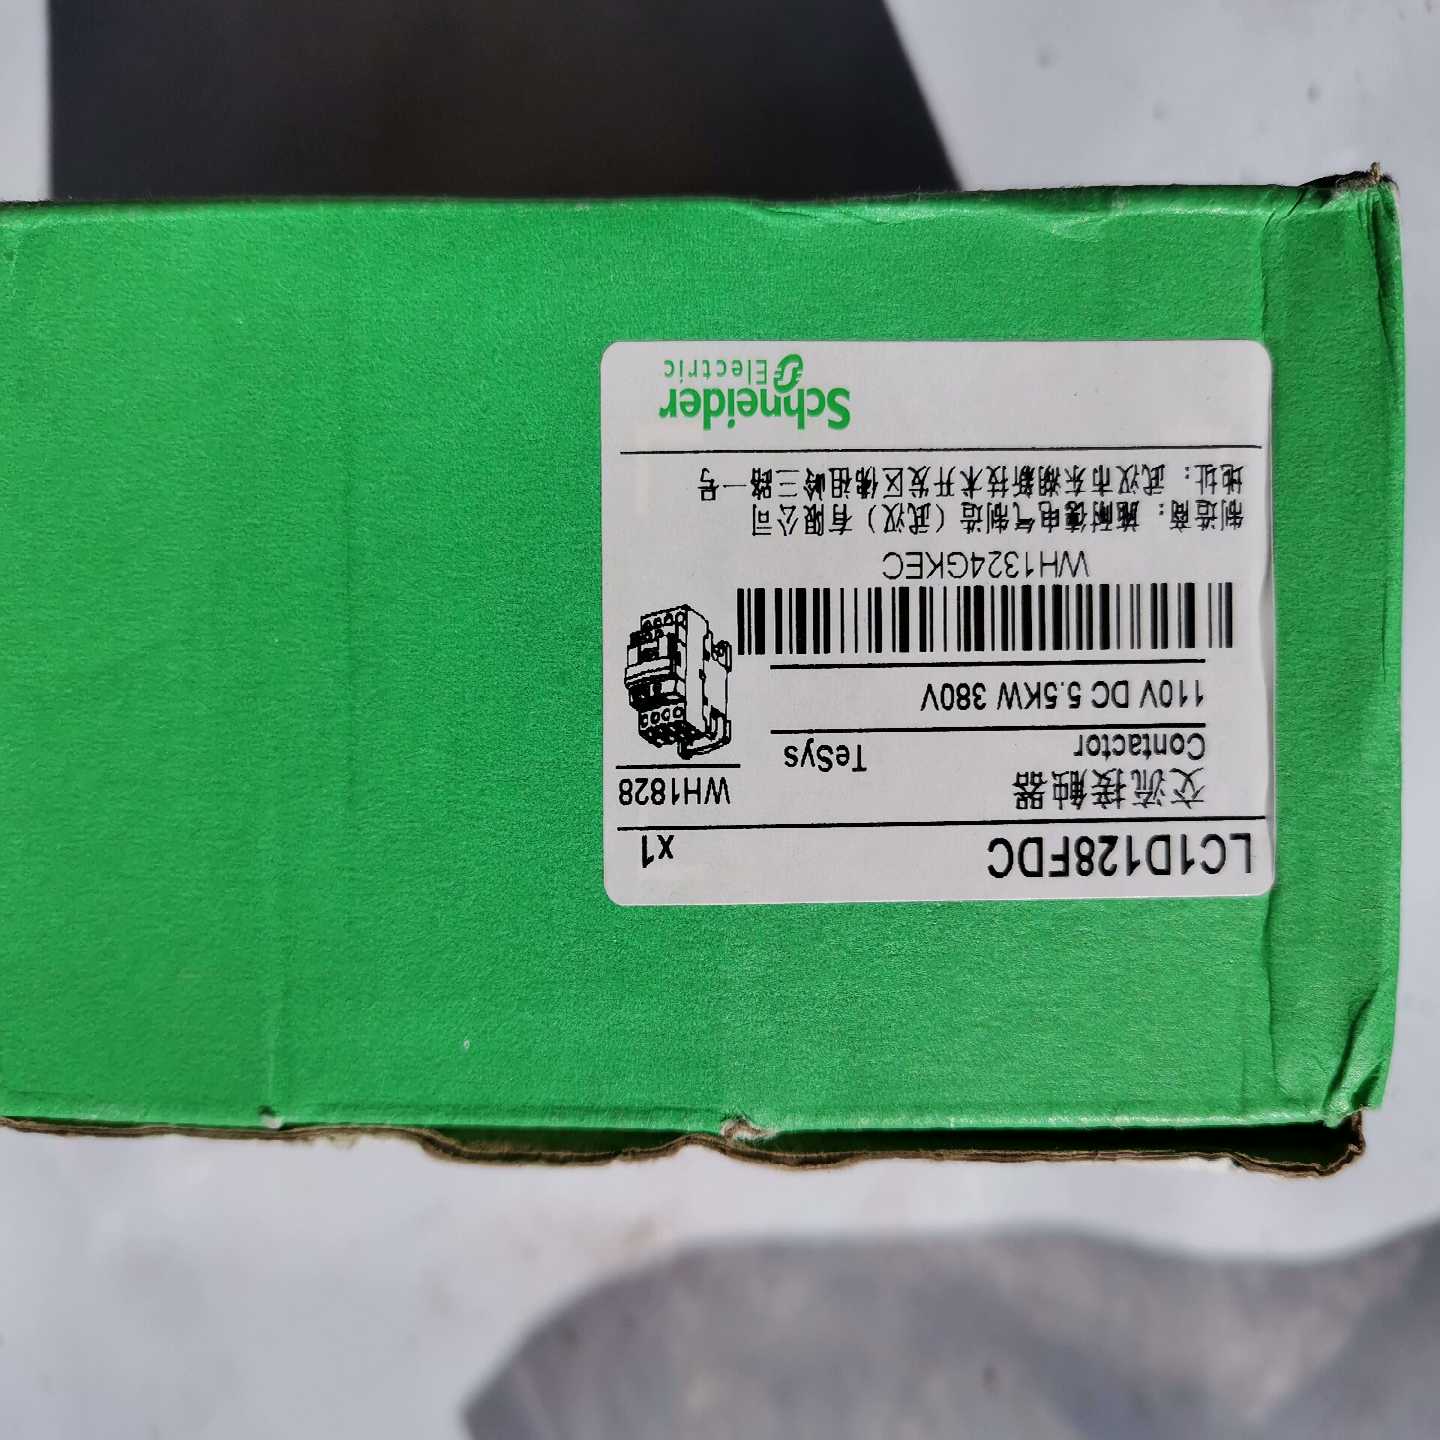 LC1D128FDC x1
交流接触器 WH1828
Contactor TeSys
110V DC 5.5KW 380V
WH1324GKEC
制造商：施耐德电气制造（武汉）有限公司
地址：武汉市东湖新技术开发区佛祖岭三路一号
Schneider
Electric